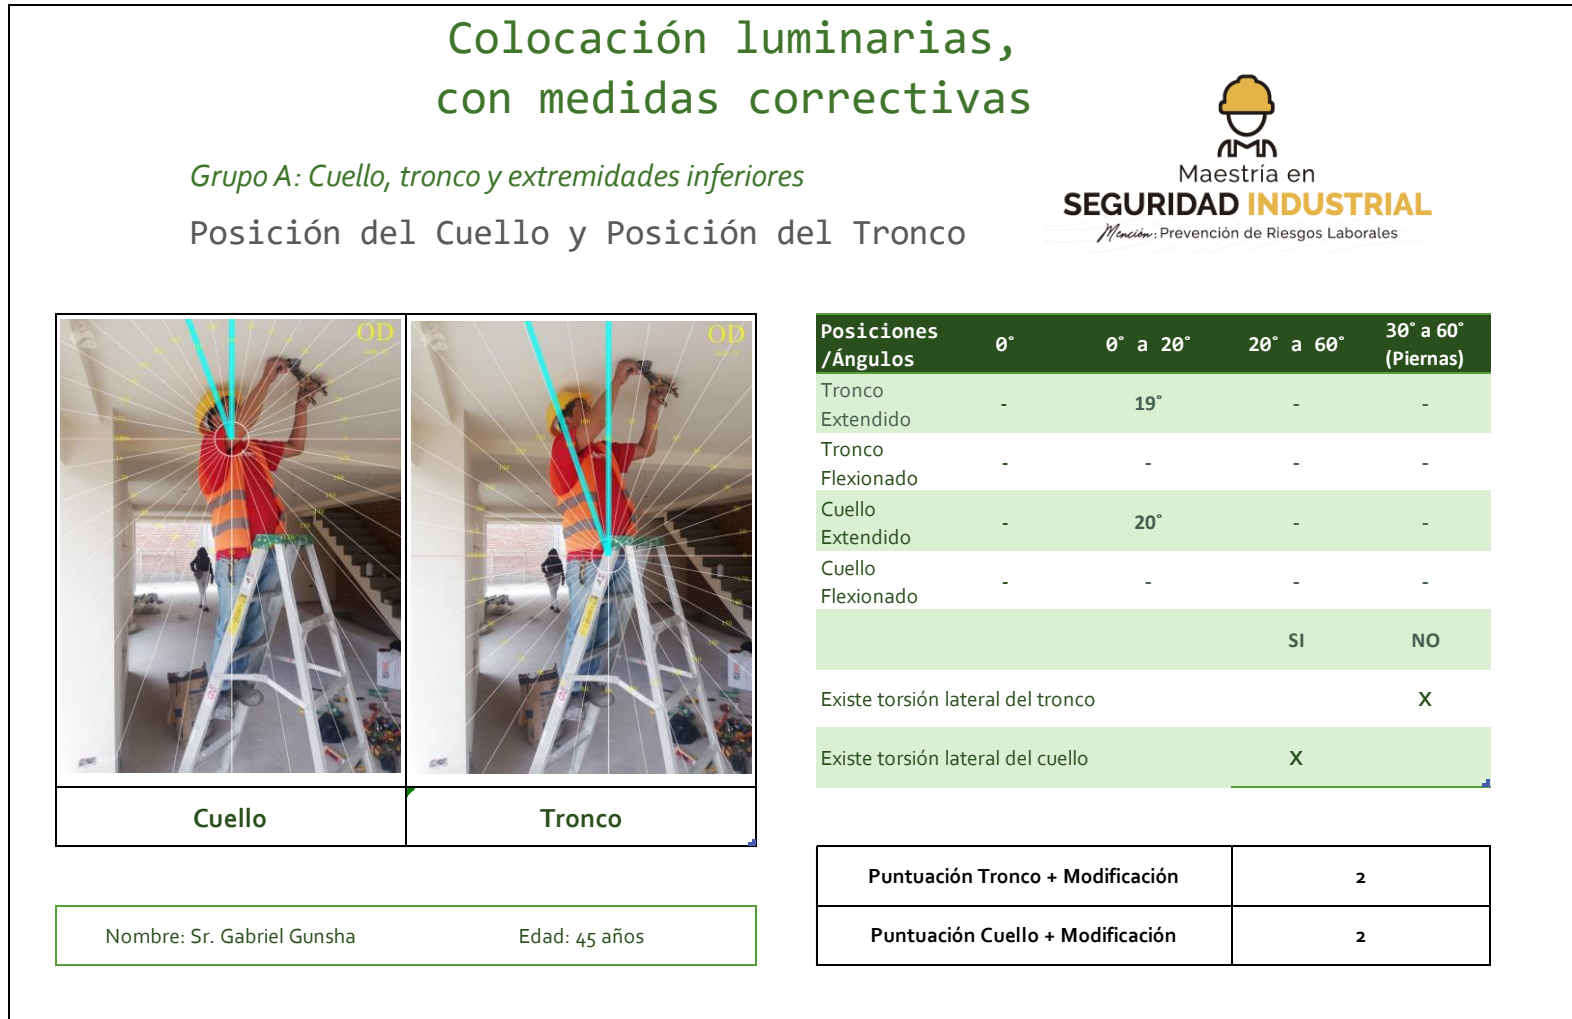 Colocación luminarias,
con medidas correctivas
Grupo A: Cuello, tronco y extremidades inferiores
Posición del Cuello y Posición del Tronco
Maestría en
SEGURIDAD INDUSTRIAL
Mención: Prevención de Riesgos Laborales
OD
OD
Cuello
Tronco
Nombre: Sr. Gabriel Gunsha Edad: 45 años
Posiciones /Ángulos 0° 0° a 20° 20° a 60° 30° a 60° (Piernas)
Tronco Extendido - 19° - -
Tronco Flexionado - - - -
Cuello Extendido - 20° - -
Cuello Flexionado - - - -
SI NO
Existe torsión lateral del tronco X
Existe torsión lateral del cuello X
Puntuación Tronco + Modificación 2
Puntuación Cuello + Modificación 2